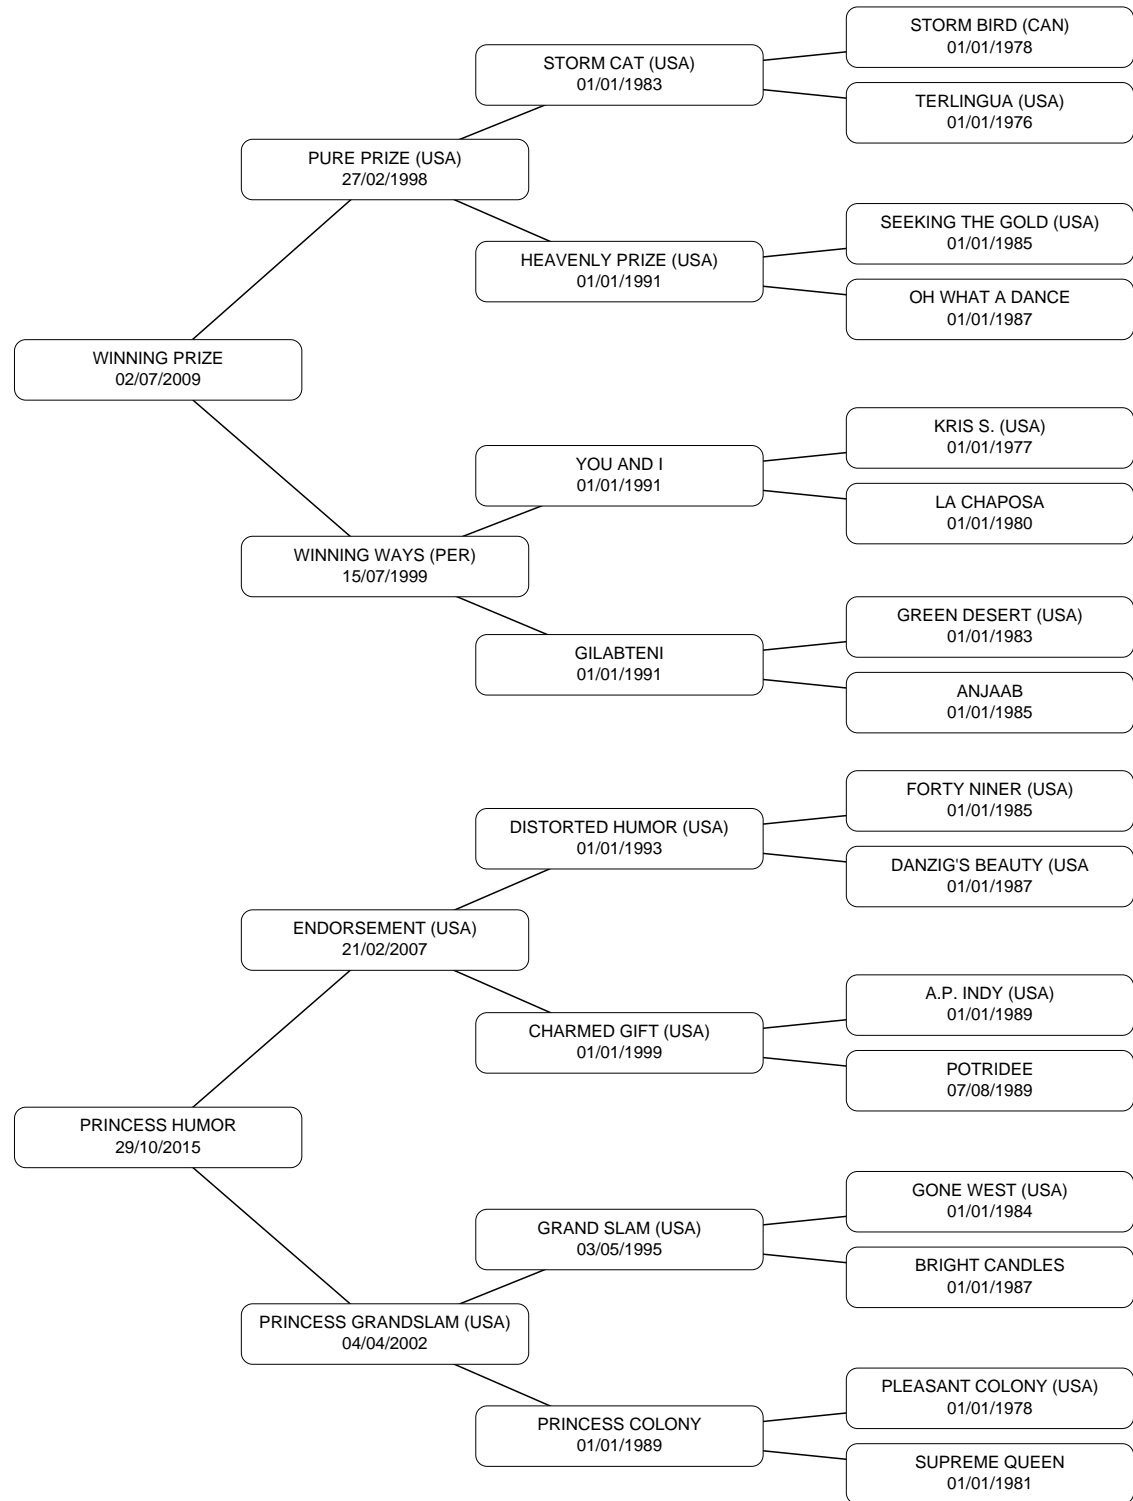 STORM BIRD (CAN)
01/01/1978
STORM CAT (USA)
01/01/1983
TERLINGUA (USA)
01/01/1976
PURE PRIZE (USA)
27/02/1998
SEEKING THE GOLD (USA)
01/01/1985
HEAVENLY PRIZE (USA)
01/01/1991
OH WHAT A DANCE
01/01/1987
WINNING PRIZE
02/07/2009
KRIS S. (USA)
01/01/1977
YOU AND I
01/01/1991
LA CHAPOSA
01/01/1980
WINNING WAYS (PER)
15/07/1999
GREEN DESERT (USA)
01/01/1983
GILABTENI
01/01/1991
ANJAAB
01/01/1985
FORTY NINER (USA)
01/01/1985
DISTORTED HUMOR (USA)
01/01/1993
DANZIG'S BEAUTY (USA
01/01/1987
ENDORSEMENT (USA)
21/02/2007
A.P. INDY (USA)
01/01/1989
CHARMED GIFT (USA)
01/01/1999
POTRIDEE
07/08/1989
PRINCESS HUMOR
29/10/2015
GONE WEST (USA)
01/01/1984
GRAND SLAM (USA)
03/05/1995
BRIGHT CANDLES
01/01/1987
PRINCESS GRANDSLAM (USA)
04/04/2002
PLEASANT COLONY (USA)
01/01/1978
PRINCESS COLONY
01/01/1989
SUPREME QUEEN
01/01/1981